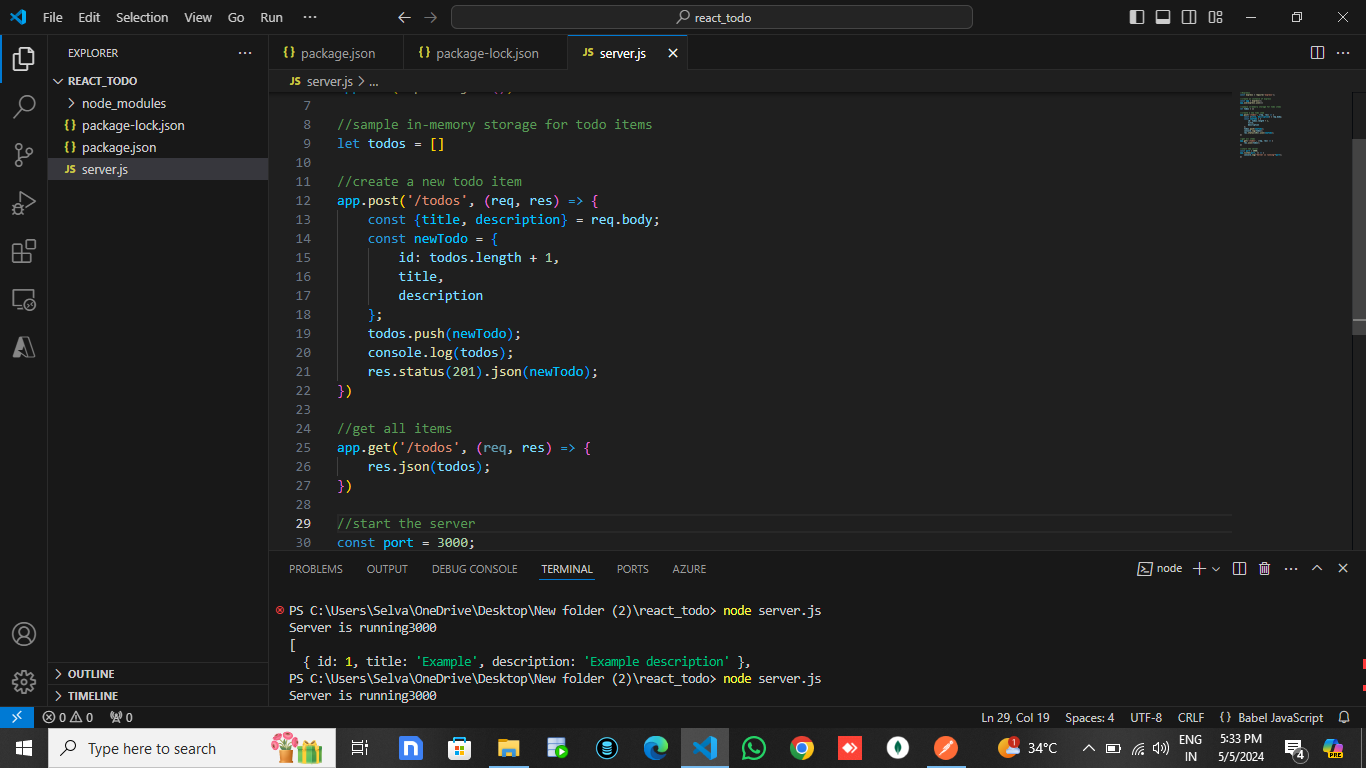 File Edit Selection View Go Run ··· react_todo
EXPLORER ···
REACT_TODO
node_modules
{} package-lock.json
{} package.json
JS server.js
OUTLINE
TIMELINE
{} package.json {} package-lock.json JS server.js
JS server.js > ...
7
8 //sample in-memory storage for todo items
9 let todos = []
10
11 //create a new todo item
12 app.post('/todos', (req, res) => {
13 const {title, description} = req.body;
14 const newTodo = {
15 id: todos.length + 1,
16 title,
17 description
18 };
19 todos.push(newTodo);
20 console.log(todos);
21 res.status(201).json(newTodo);
22 })
23
24 //get all items
25 app.get('/todos', (req, res) => {
26 res.json(todos);
27 })
28
29 //start the server
30 const port = 3000;
PROBLEMS OUTPUT DEBUG CONSOLE TERMINAL PORTS AZURE node
PS C:\Users\Selva\OneDrive\Desktop\New folder (2)\react_todo> node server.js
Server is running3000
[
{ id: 1, title: 'Example', description: 'Example description' },
PS C:\Users\Selva\OneDrive\Desktop\New folder (2)\react_todo> node server.js
Server is running3000
0 0 0 Ln 29, Col 19 Spaces: 4 UTF-8 CRLF {} Babel JavaScript
Type here to search 1 34°C ENG 5:33 PM 4 PRE
IN 5/5/2024